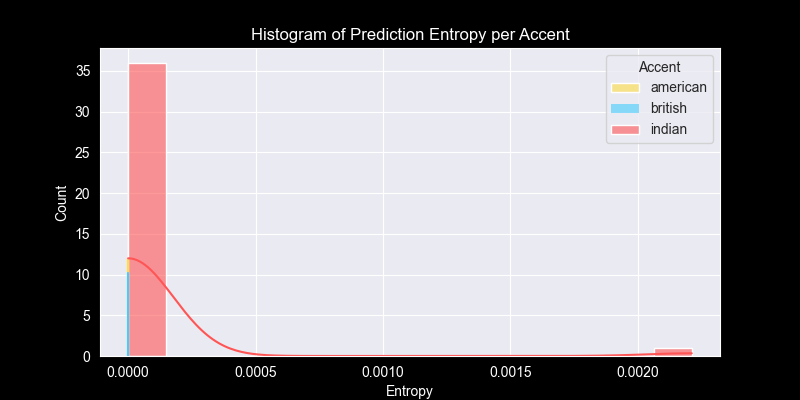 Histogram of Prediction Entropy per Accent
Accent
american
british
indian
35
30
25
20
15
10
5
0
Count
0.0000 0.0005 0.0010 0.0015 0.0020
Entropy